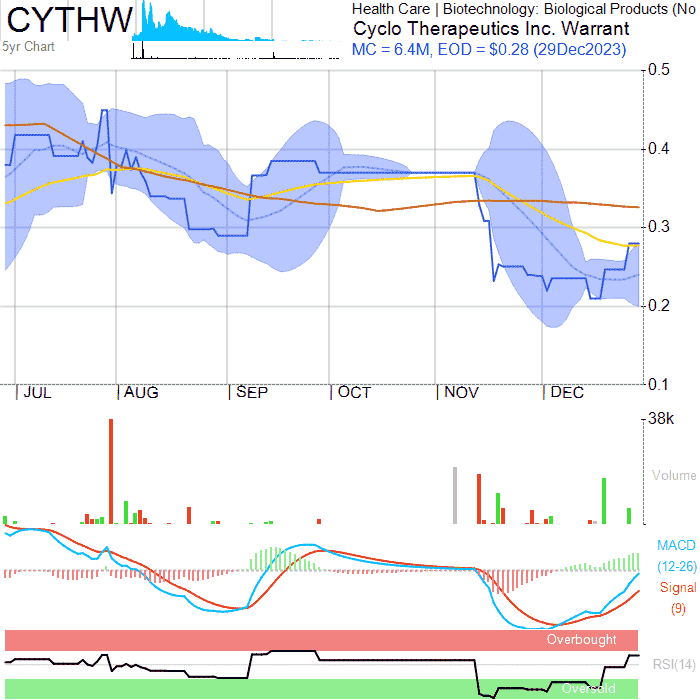 CYTHW
5yr Chart
Health Care | Biotechnology: Biological Products (No
Cyclo Therapeutics Inc. Warrant
MC = 6.4M, EOD = $0.28 (29Dec2023)
0.5
0.4
0.3
0.2
0.1
JUL AUG SEP OCT NOV DEC
38k
Volume
MACD
(12-26)
Signal
(9)
Overbought
RSI(14)
Oversold